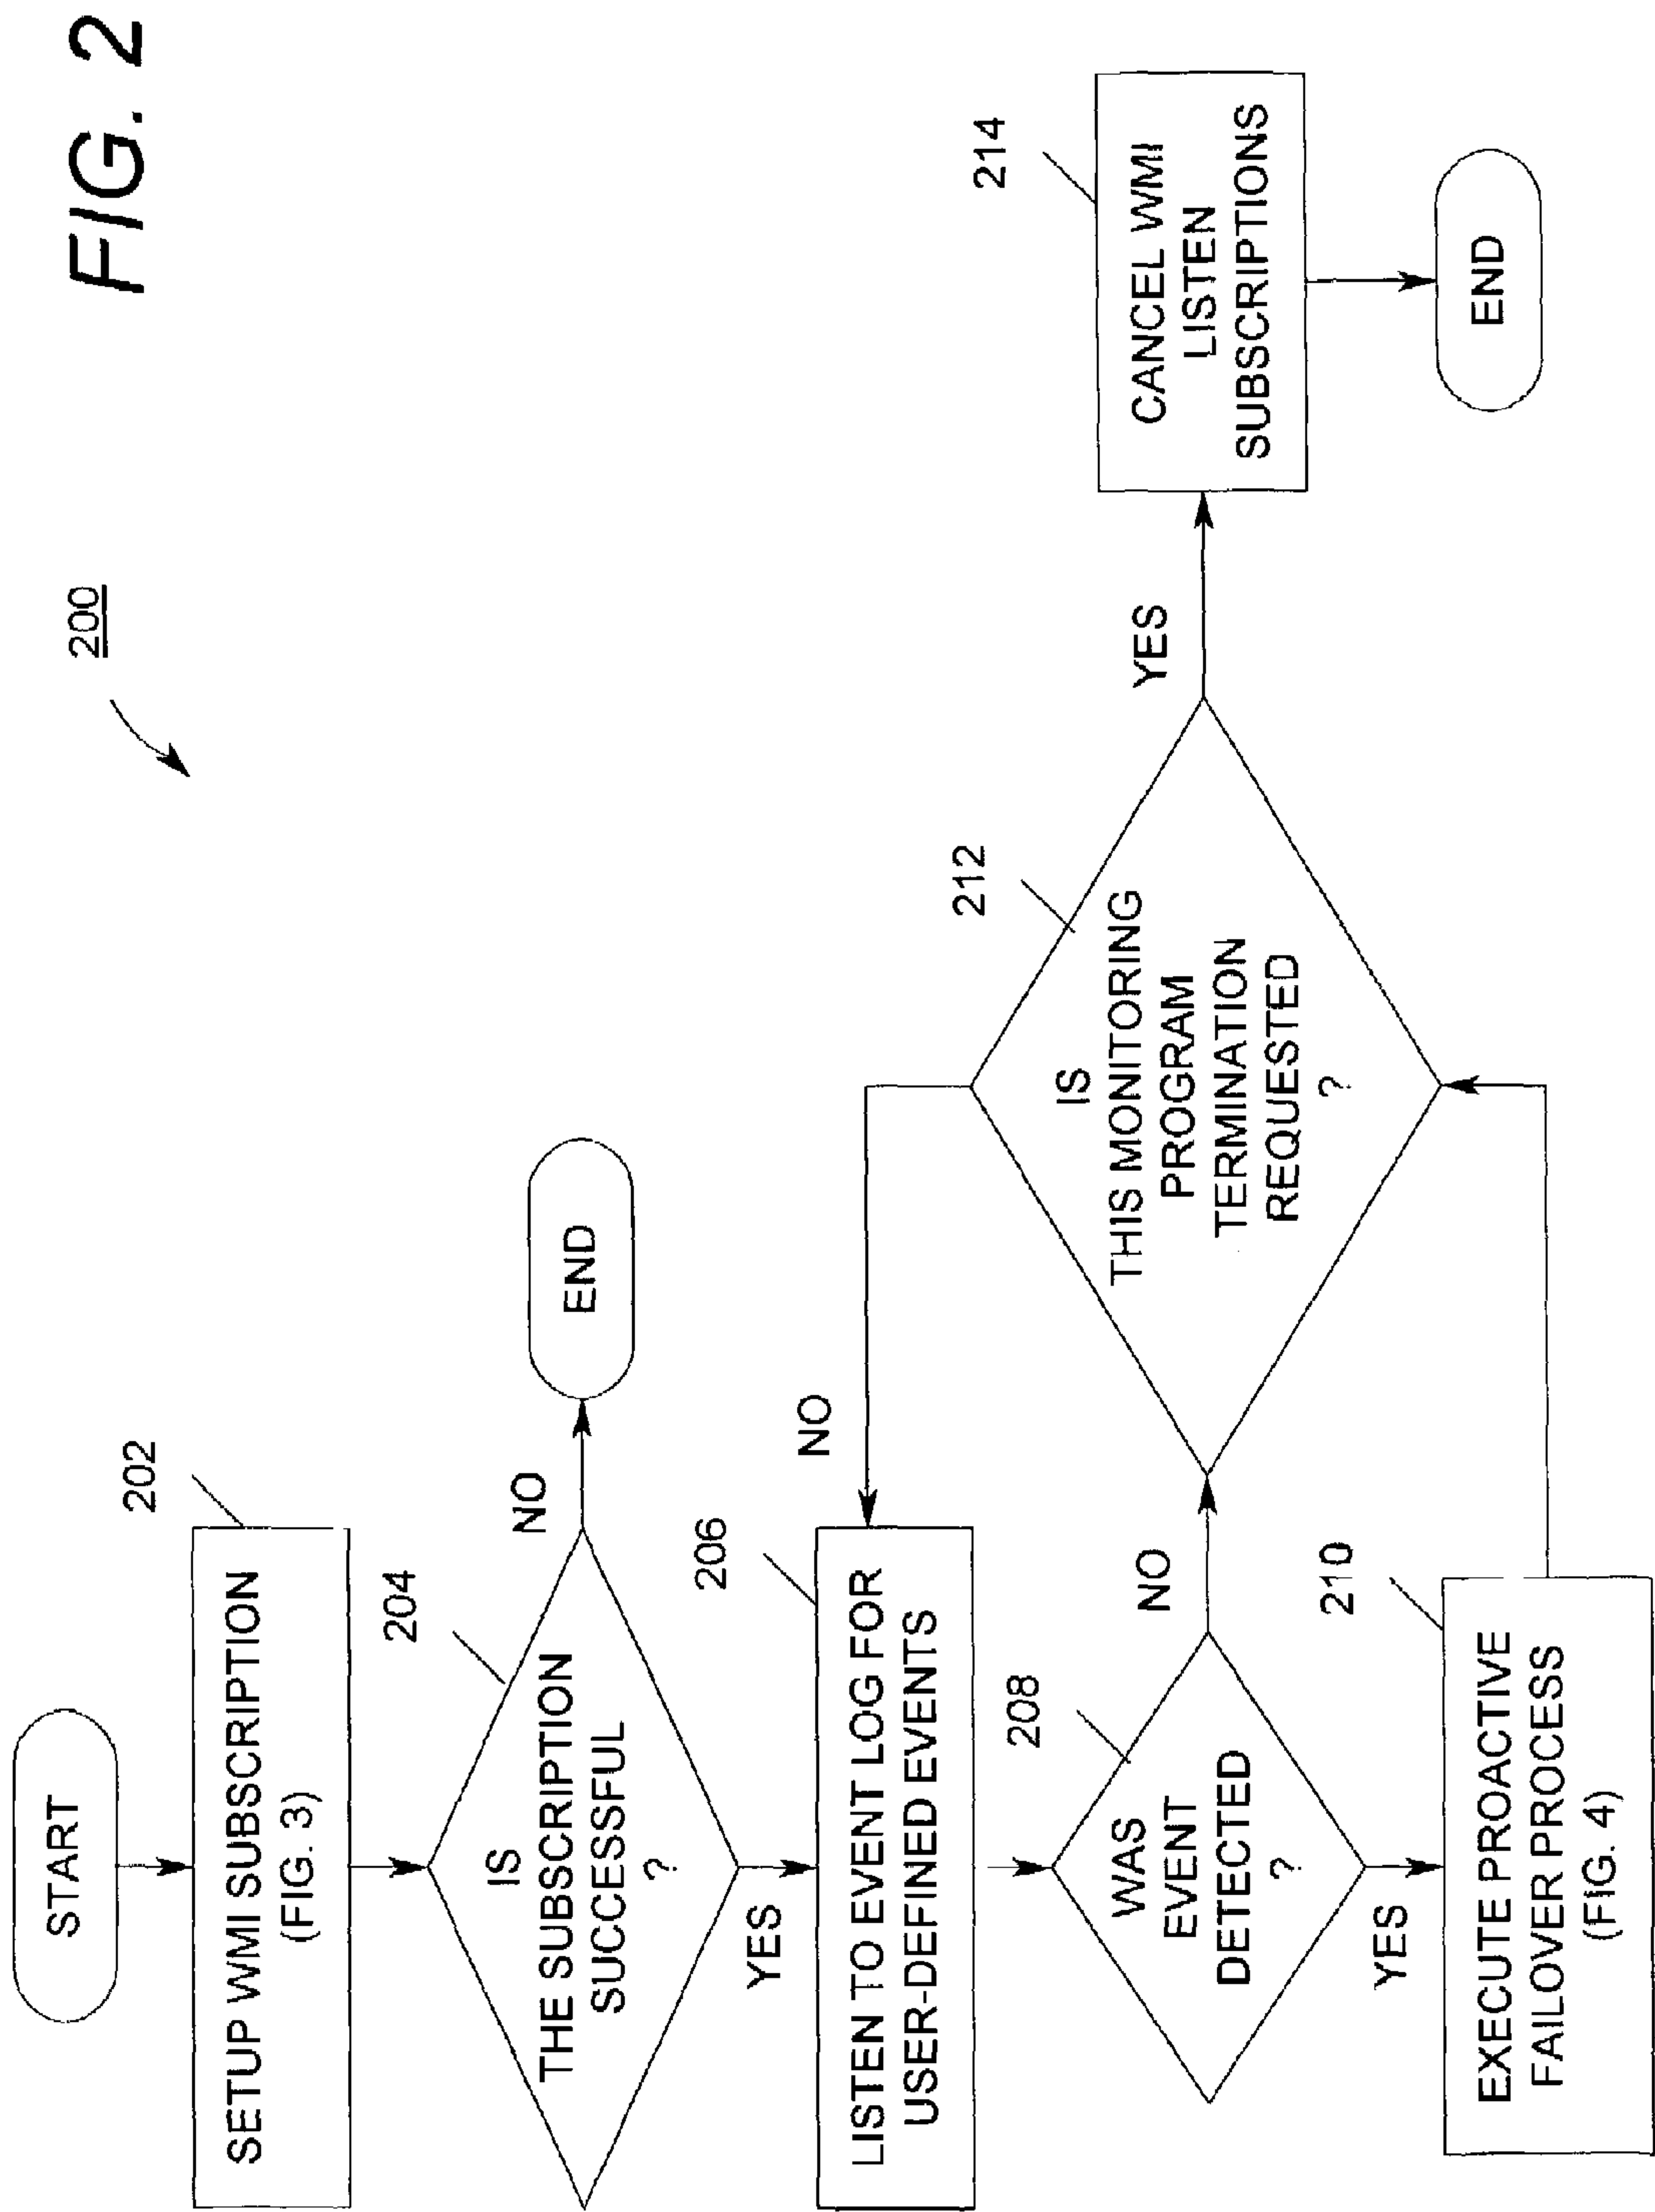 FIG. 2
200
START
202
SETUP WMI SUBSCRIPTION
(FIG. 3)
204
IS
THE SUBSCRIPTION
SUCCESSFUL
?
NO
END
YES
206
LISTEN TO EVENT LOG FOR
USER-DEFINED EVENTS
NO
208
WAS
EVENT
DETECTED
?
NO
YES
210
EXECUTE PROACTIVE
FAILOVER PROCESS
(FIG. 4)
212
IS
THIS MONITORING
PROGRAM
TERMINATION
REQUESTED
?
YES
214
CANCEL WMI
LISTEN
SUBSCRIPTIONS
END